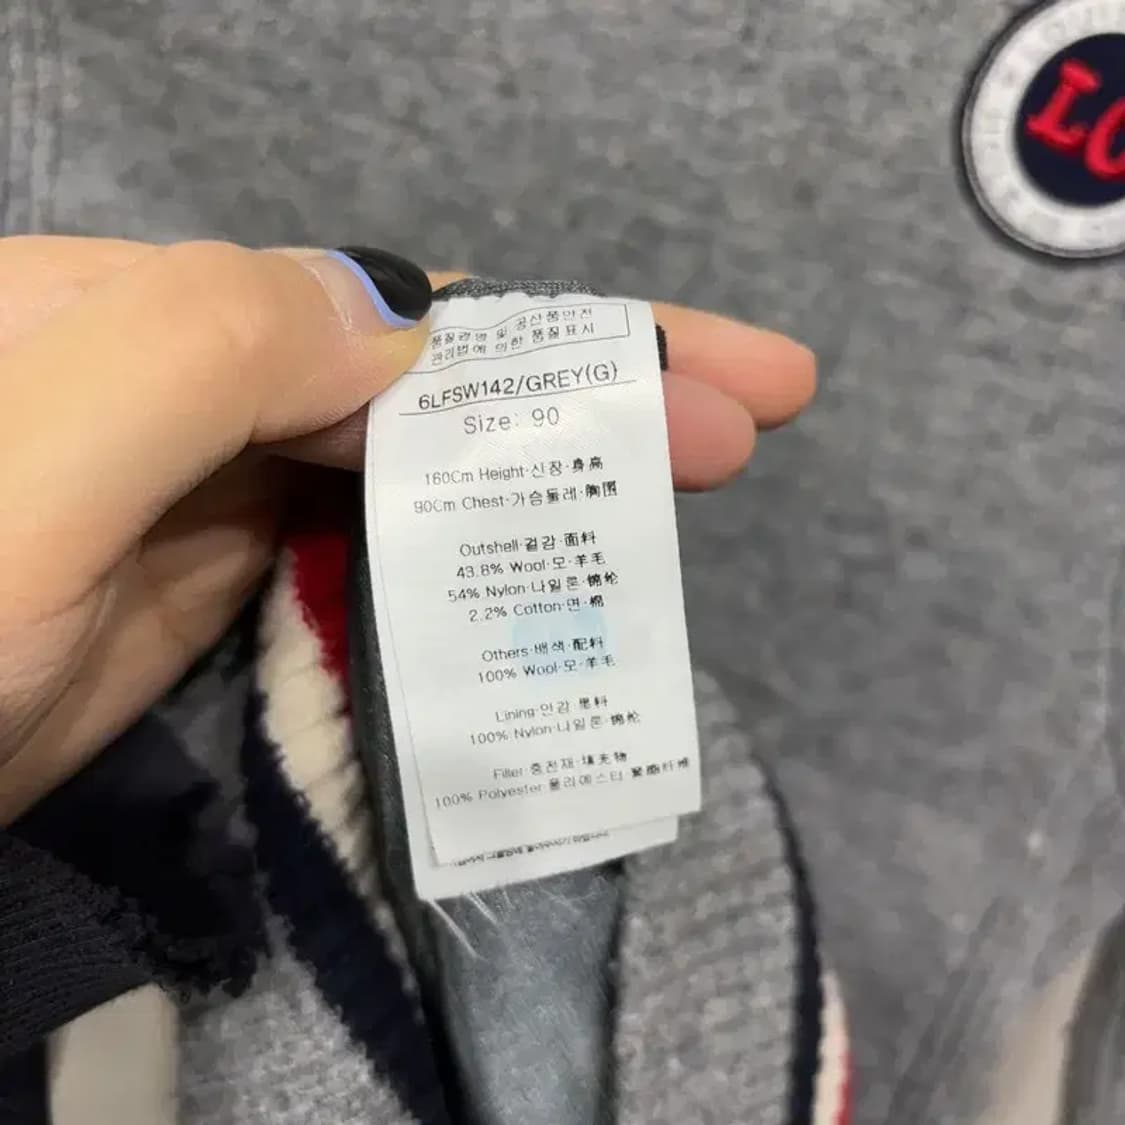 LO
품질경영 및 공산품안전
관리법에 의한 품질표시
6LFSW142/GREY(G)
Size: 90
160Cm Height·신장·身高
90Cm Chest·가슴둘레·胸围
Outshell·겉감·面料
43.8% Wool·모·羊毛
54% Nylon·나일론·锦纶
2.2% Cotton·면·棉
Others·배색·配料
100% Wool·모·羊毛
Lining·안감·里料
100% Nylon·나일론·锦纶
Filler·충전재·填充物
100% Polyester·폴리에스터·聚酯纤维